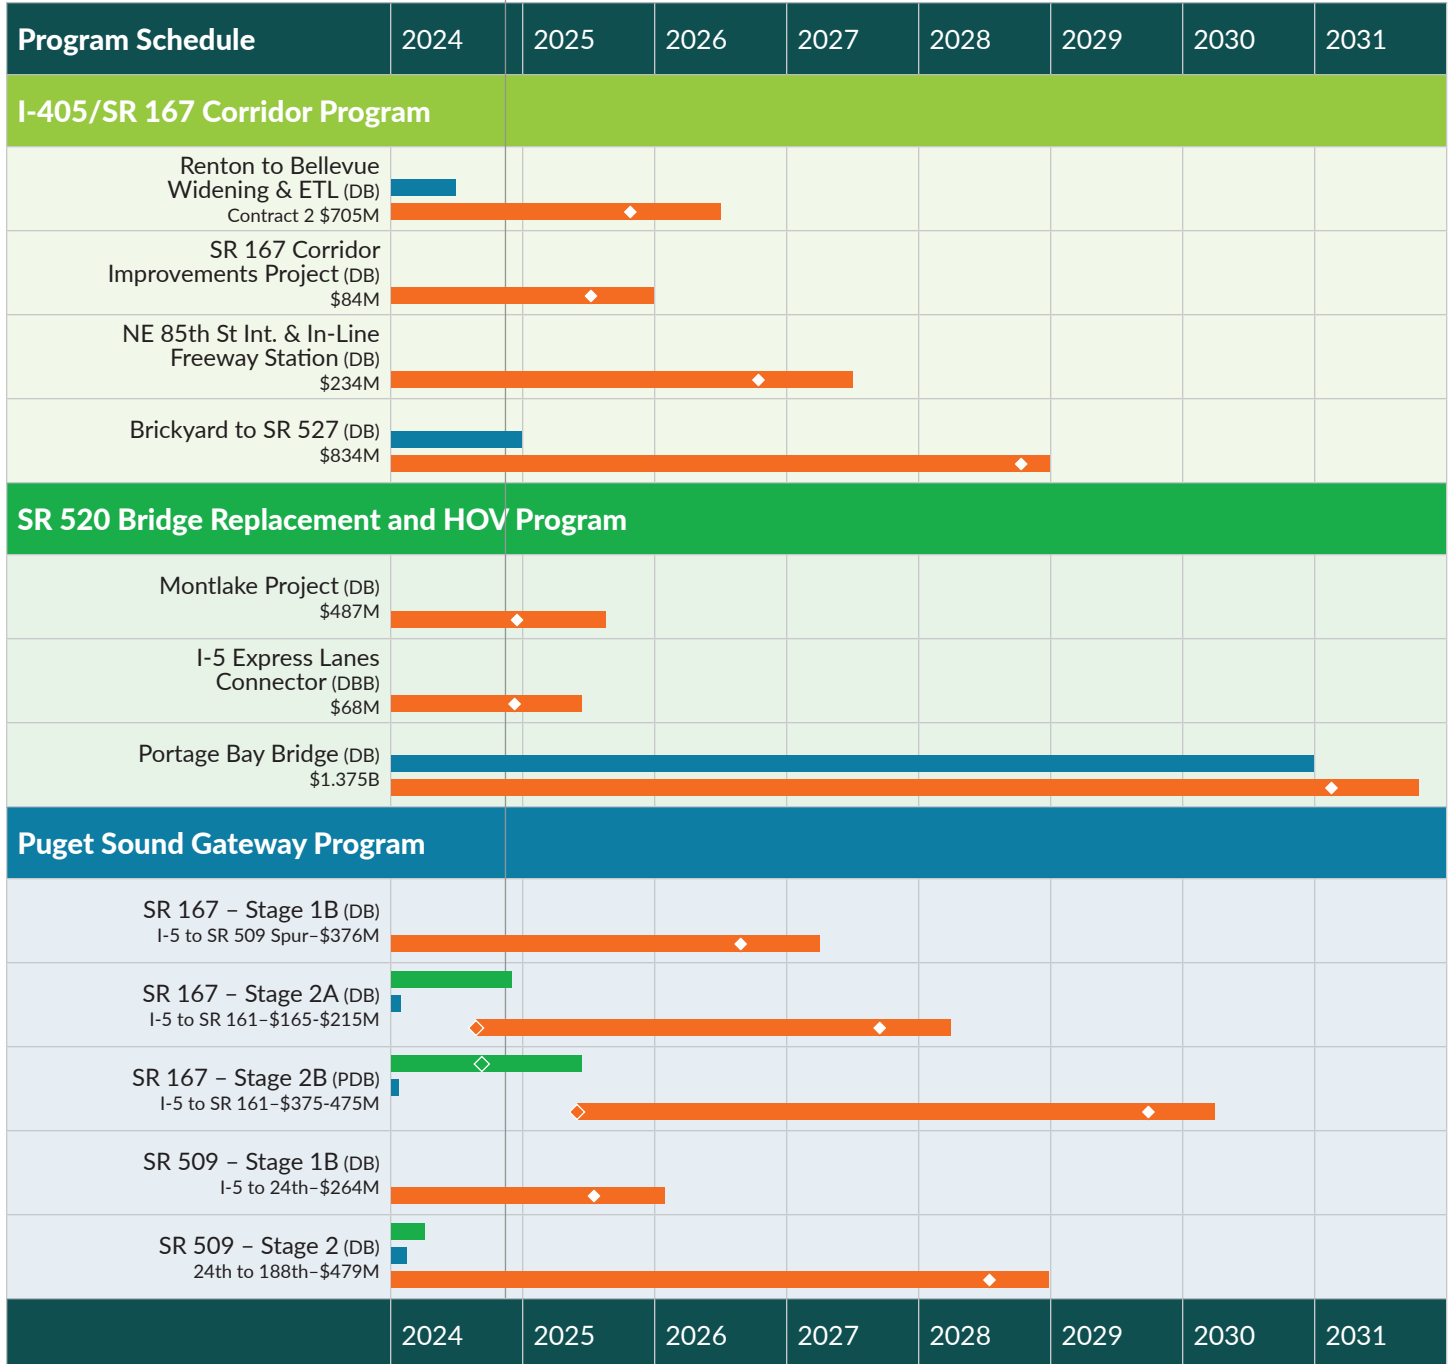 Program Schedule 2024 2025 2026 2027 2028 2029 2030 2031
I-405/SR 167 Corridor Program
Renton to Bellevue
Widening & ETL (DB)
Contract 2 $705M
SR 167 Corridor
Improvements Project (DB)
$84M
NE 85th St Int. & In-Line
Freeway Station (DB)
$234M
Brickyard to SR 527 (DB)
$834M
SR 520 Bridge Replacement and HOV Program
Montlake Project (DB)
$487M
I-5 Express Lanes
Connector (DBB)
$68M
Portage Bay Bridge (DB)
$1.375B
Puget Sound Gateway Program
SR 167 – Stage 1B (DB)
I-5 to SR 509 Spur–$376M
SR 167 – Stage 2A (DB)
I-5 to SR 161–$165-$215M
SR 167 – Stage 2B (PDB)
I-5 to SR 161–$375-475M
SR 509 – Stage 1B (DB)
I-5 to 24th–$264M
SR 509 – Stage 2 (DB)
24th to 188th–$479M
2024 2025 2026 2027 2028 2029 2030 2031